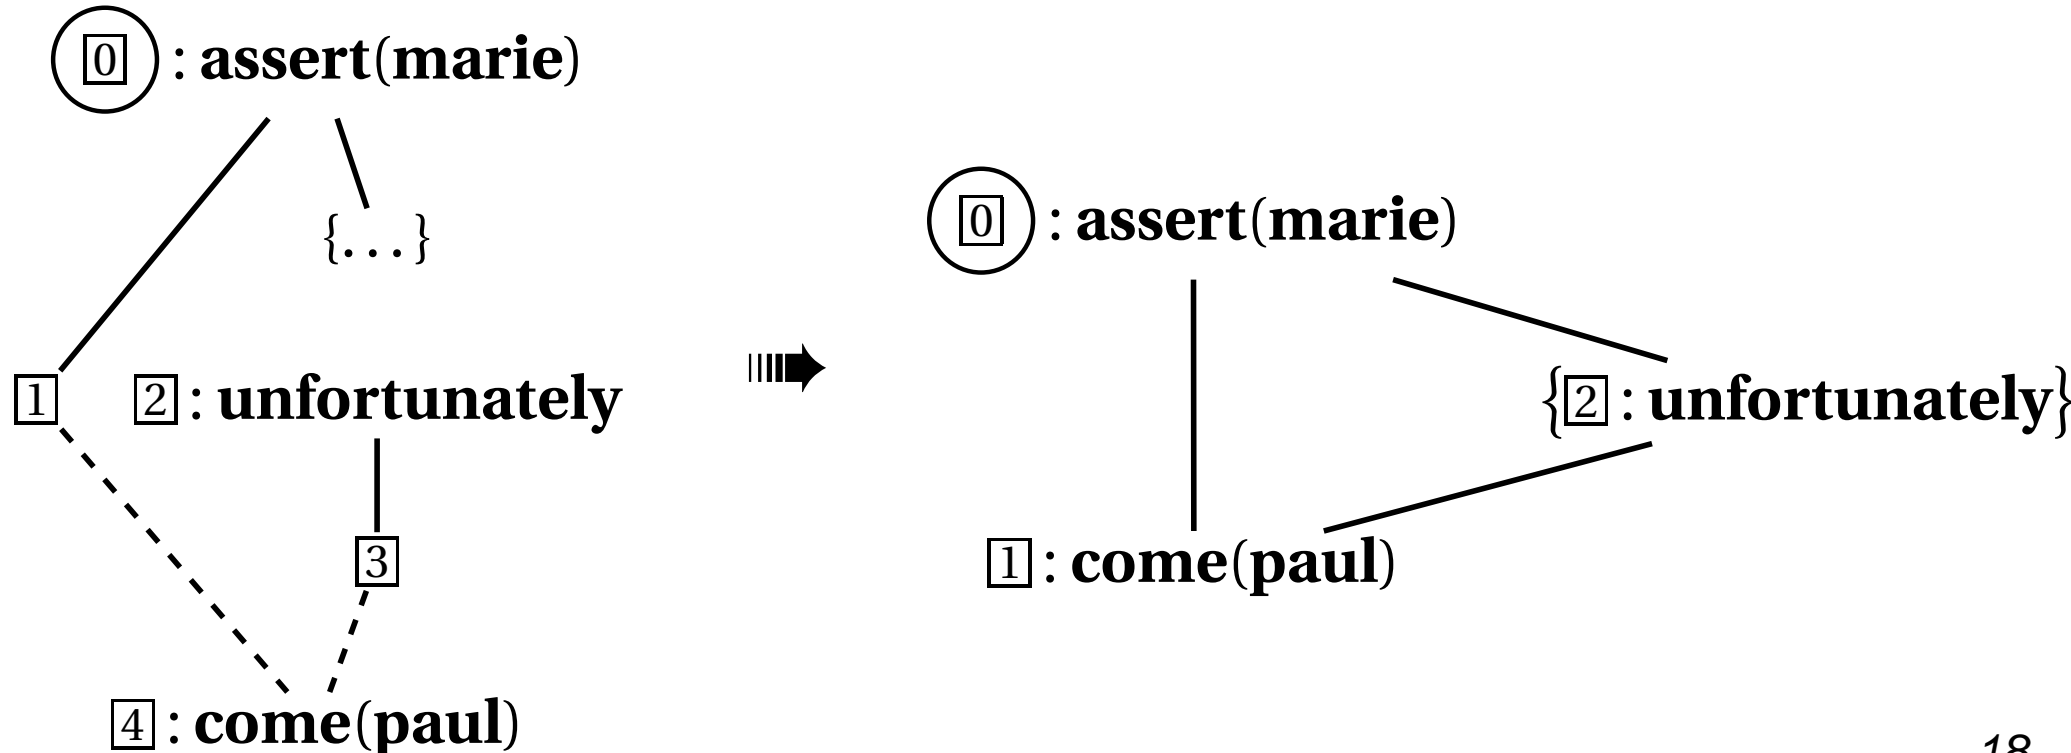 0 : assert(marie)
{...}
1
2 : unfortunately
3
4 : come(paul)
0 : assert(marie)
{2 : unfortunately}
1 : come(paul)
18